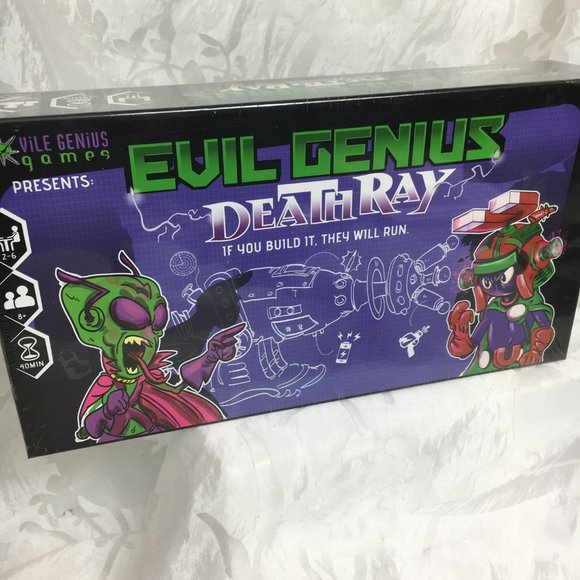 ViLE GENiUS
games
PRESENTS:
EVIL GENIUS
DEATH RAY
IF YOU BUILD IT, THEY WILL RUN.
2-6
8+
40MIN